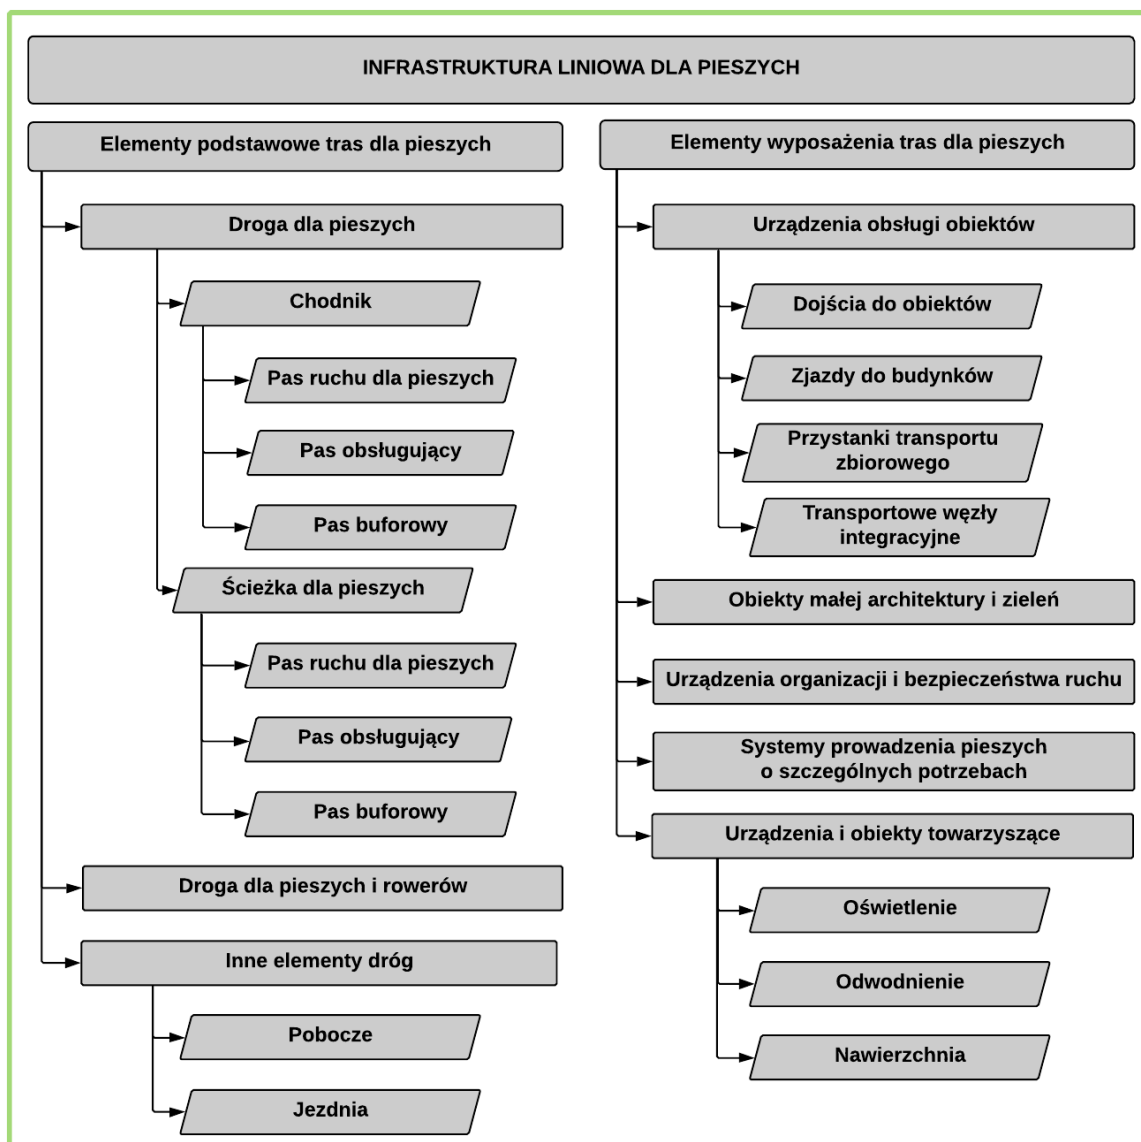 INFRASTRUKTURA LINIOWA DLA PIESZYCH
Elementy podstawowe tras dla pieszych
Droga dla pieszych
Chodnik
Pas ruchu dla pieszych
Pas obsługujący
Pas buforowy
Ścieżka dla pieszych
Pas ruchu dla pieszych
Pas obsługujący
Pas buforowy
Droga dla pieszych i rowerów
Inne elementy dróg
Pobocze
Jezdnia
Elementy wyposażenia tras dla pieszych
Urządzenia obsługi obiektów
Dojścia do obiektów
Zjazdy do budynków
Przystanki transportu
zbiorowego
Transportowe węzły
integracyjne
Obiekty małej architektury i zieleń
Urządzenia organizacji i bezpieczeństwa ruchu
Systemy prowadzenia pieszych
o szczególnych potrzebach
Urządzenia i obiekty towarzyszące
Oświetlenie
Odwodnienie
Nawierzchnia